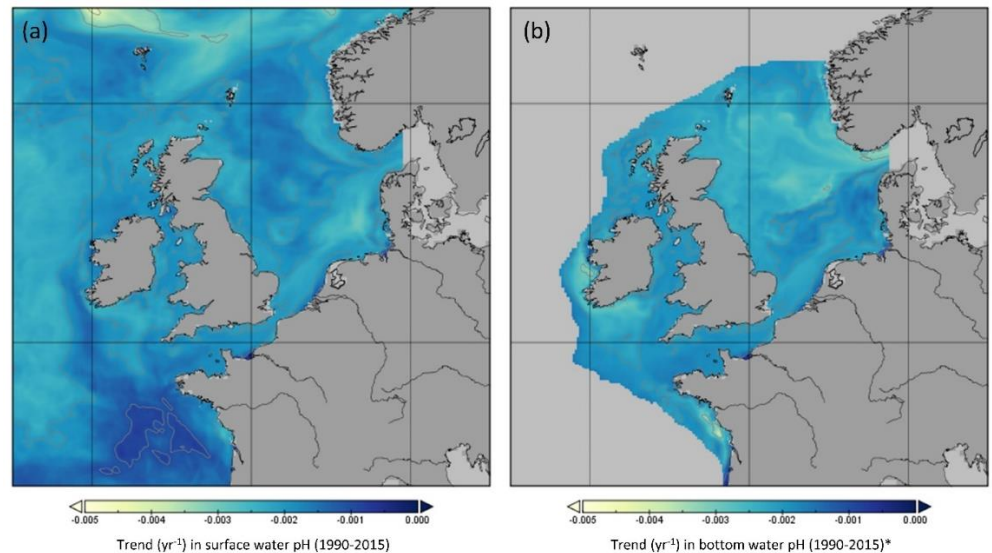 (a)
(b)
-0.005 -0.004 -0.003 -0.002 -0.001 0.000
Trend (yr⁻¹) in surface water pH (1990-2015)
-0.005 -0.004 -0.003 -0.002 -0.001 0.000
Trend (yr⁻¹) in bottom water pH (1990-2015)*